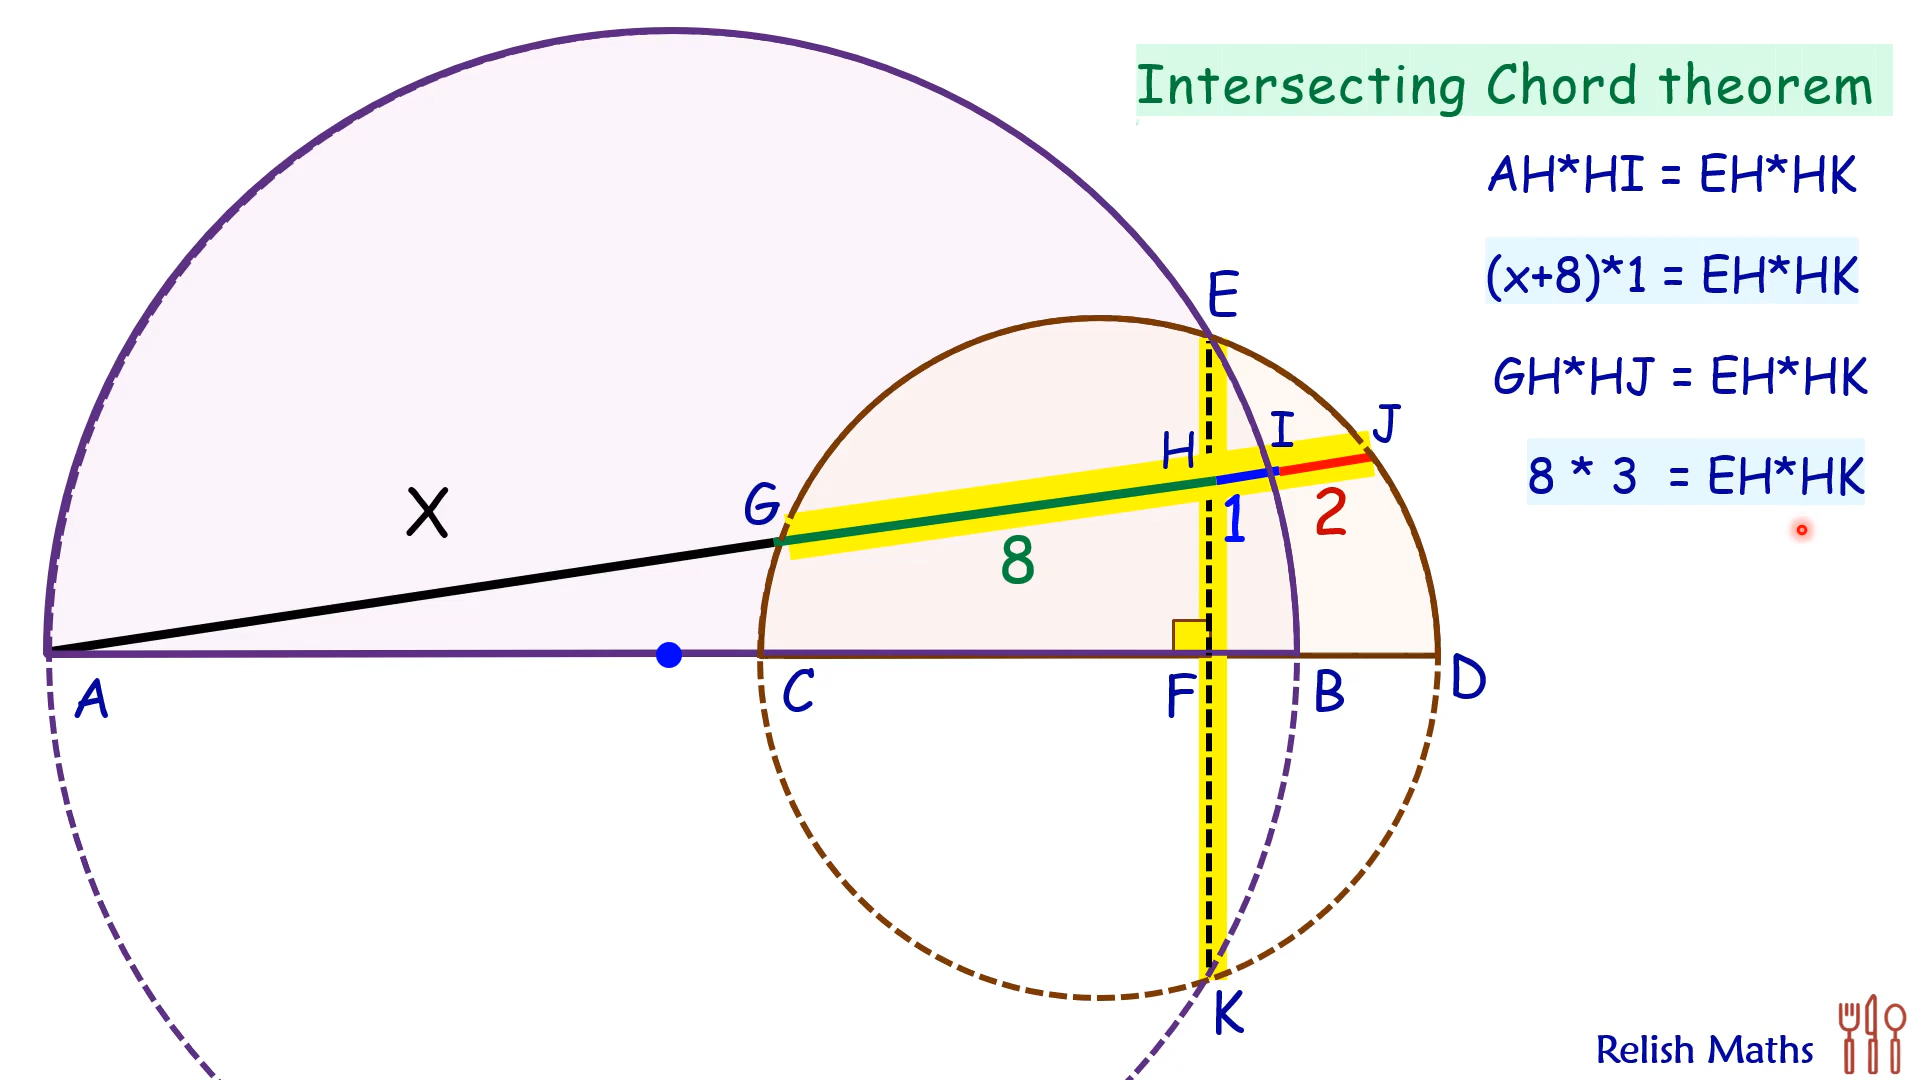 Intersecting Chord theorem
AH*HI = EH*HK
(x+8)*1 = EH*HK
GH*HJ = EH*HK
8 * 3 = EH*HK
E
H
I
J
G
X
1
2
8
A
C
F
B
D
K
Relish Maths